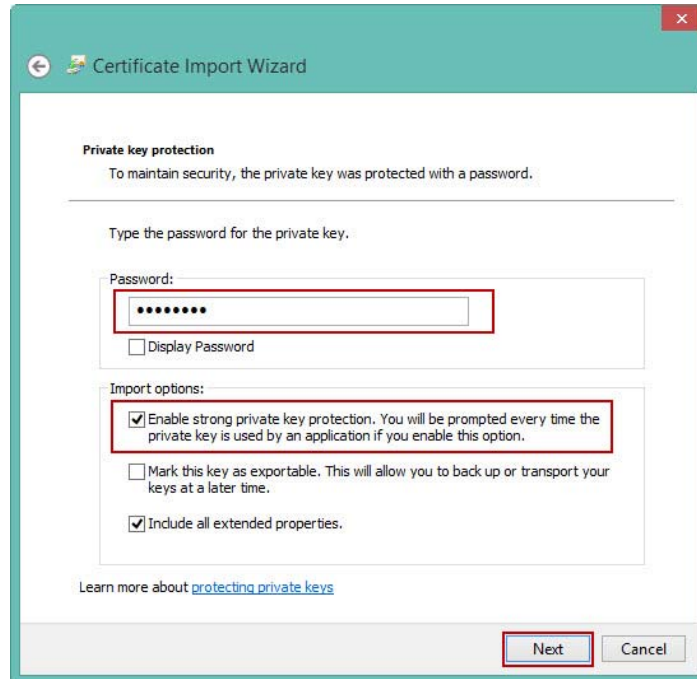 Certificate Import Wizard
Private key protection
To maintain security, the private key was protected with a password.
Type the password for the private key.
Password:
••••••••
Display Password
Import options:
Enable strong private key protection. You will be prompted every time the
private key is used by an application if you enable this option.
Mark this key as exportable. This will allow you to back up or transport your
keys at a later time.
Include all extended properties.
Learn more about protecting private keys
Next Cancel